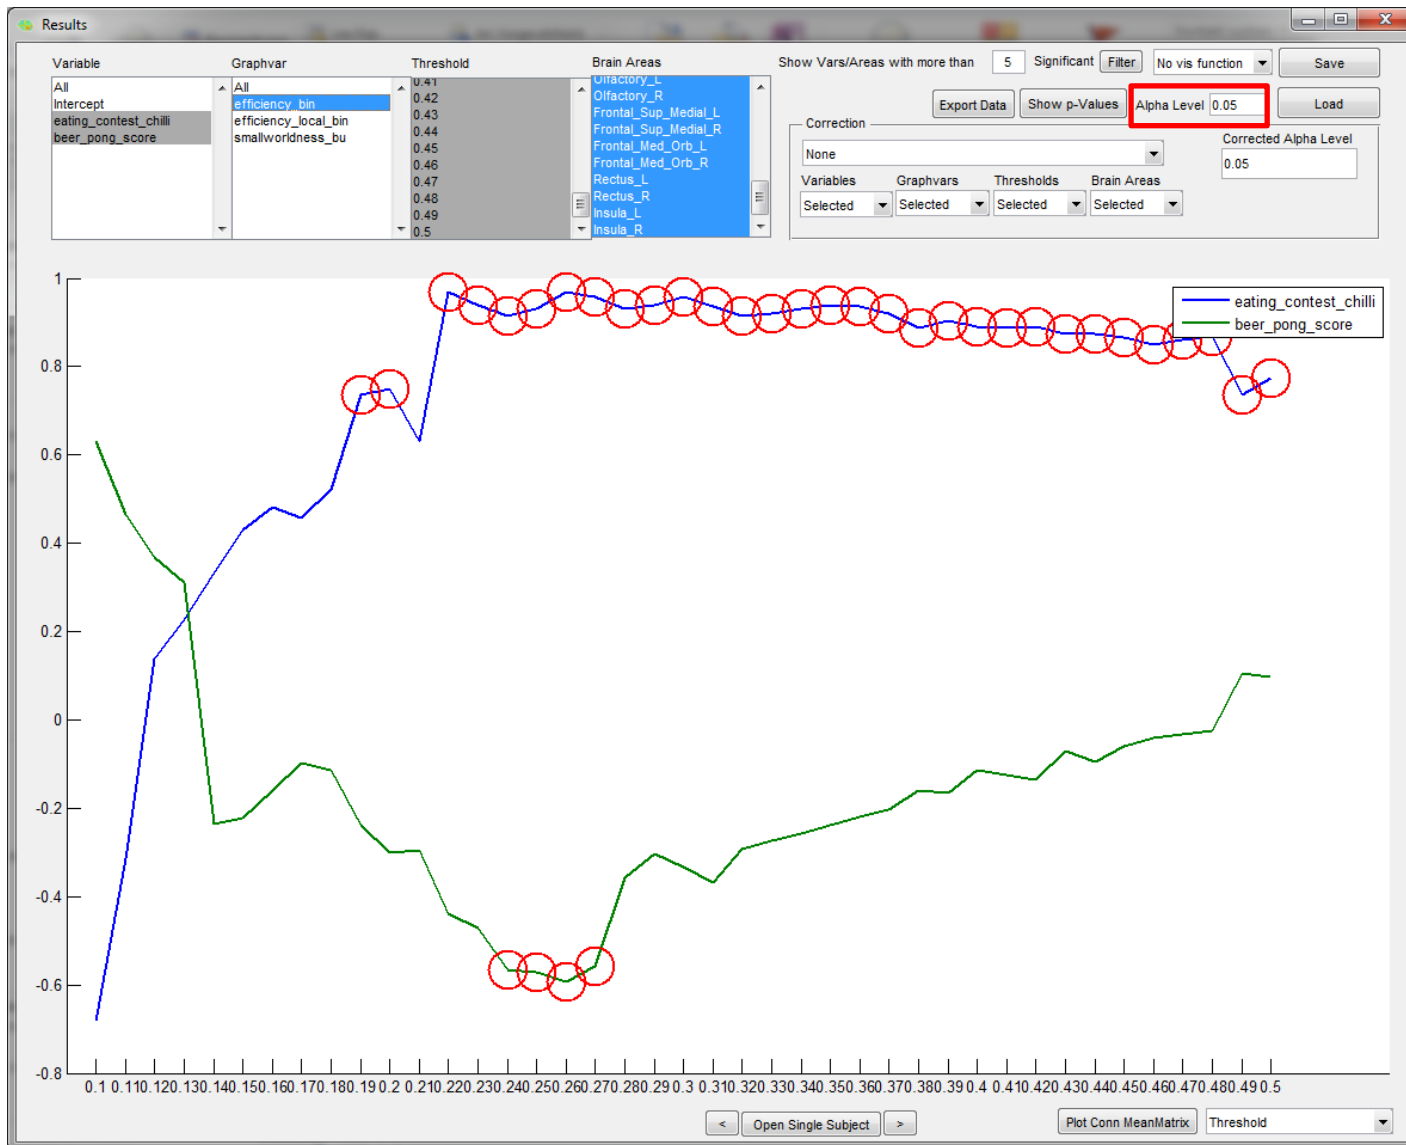 Results
Variable
All
Intercept
eating_contest_chilli
beer_pong_score
Graphvar
All
efficiency_bin
efficiency_local_bin
smallworldness_bu
Threshold
0.41
0.42
0.43
0.44
0.45
0.46
0.47
0.48
0.49
0.5
Brain Areas
Olfactory_L
Olfactory_R
Frontal_Sup_Medial_L
Frontal_Sup_Medial_R
Frontal_Med_Orb_L
Frontal_Med_Orb_R
Rectus_L
Rectus_R
Insula_L
Insula_R
Show Vars/Areas with more than 5 Significant Filter No vis function Save
Export Data Show p-Values Alpha Level 0.05 Load
Correction
None
Corrected Alpha Level
0.05
Variables Graphvars Thresholds Brain Areas
Selected Selected Selected Selected
eating_contest_chilli
beer_pong_score
1
0.8
0.6
0.4
0.2
0
-0.2
-0.4
-0.6
-0.8
0.1 0.11 0.12 0.13 0.14 0.15 0.16 0.17 0.18 0.19 0.2 0.21 0.22 0.23 0.24 0.25 0.26 0.27 0.28 0.29 0.3 0.31 0.32 0.33 0.34 0.35 0.36 0.37 0.38 0.39 0.4 0.41 0.42 0.43 0.44 0.45 0.46 0.47 0.48 0.49 0.5
< Open Single Subject > Plot Conn MeanMatrix Threshold